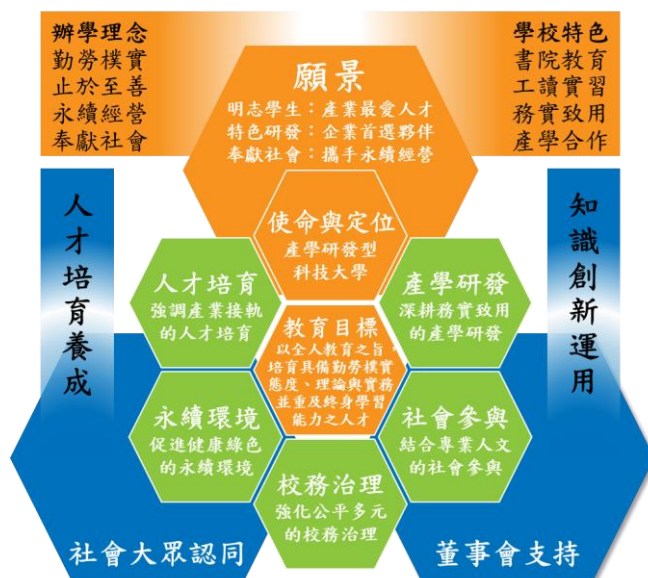 辦學理念
勤勞樸實
止於至善
永續經營
奉獻社會
學校特色
書院教育
工讀實習
務實致用
產學合作
願景
明志學生：產業最愛人才
特色研發：企業首選夥伴
奉獻社會：攜手永續經營
使命與定位
產學研發型
科技大學
人才培育養成
知識創新運用
人才培育
強調產業接軌
的人才培育
產學研發
深耕務實致用
的產學研發
教育目標
以全人教育之旨，
培育具備勤勞樸實
態度、理論與實務
並重及終身學習
能力之人才
永續環境
促進健康綠色
的永續環境
社會參與
結合專業人文
的社會參與
校務治理
強化公平多元
的校務治理
社會大眾認同
董事會支持